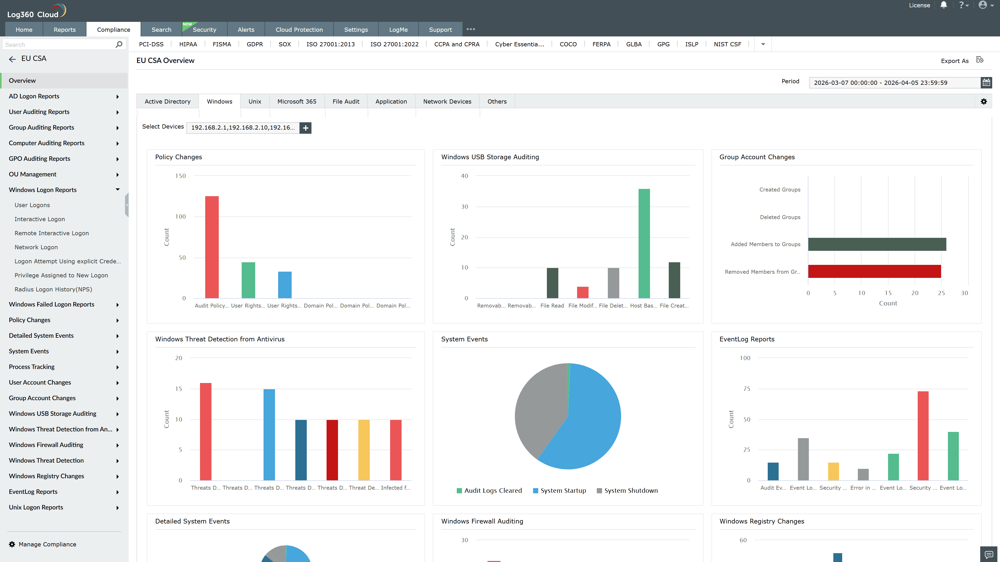 Log360 Cloud
License
?
Home
Reports
Compliance
Search
NEW
Security
Alerts
Cloud Protection
Settings
LogMe
Support
Search
PCI-DSS
HIPAA
FISMA
GDPR
SOX
ISO 27001:2013
ISO 27001:2022
CCPA and CPRA
Cyber Essentia...
COCO
FERPA
GLBA
GPG
ISLP
NIST CSF
EU CSA
Overview
AD Logon Reports
User Auditing Reports
Group Auditing Reports
Computer Auditing Reports
GPO Auditing Reports
OU Management
Windows Logon Reports
User Logons
Interactive Logon
Remote Interactive Logon
Network Logon
Logon Attempt Using explicit Crede...
Privilege Assigned to New Logon
Radius Logon History(NPS)
Windows Failed Logon Reports
Policy Changes
Detailed System Events
System Events
Process Tracking
User Account Changes
Group Account Changes
Windows USB Storage Auditing
Windows Threat Detection from An...
Windows Firewall Auditing
Windows Threat Detection
Windows Registry Changes
EventLog Reports
Unix Logon Reports
Manage Compliance
EU CSA Overview
Export As
Period
2026-03-07 00:00:00 - 2026-04-05 23:59:59
Active Directory
Windows
Unix
Microsoft 365
File Audit
Application
Network Devices
Others
Select Devices
192.168.2.1,192.168.2.10,192.16...
Policy Changes
150
100
50
0
Count
Audit Policy...
User Rights...
User Rights...
Domain Pol...
Domain Pol...
Domain Pol...
Windows USB Storage Auditing
40
30
20
10
0
Count
Removab...
Removab...
File Read
File Modif...
File Delet...
Host Bas...
File Creat...
Group Account Changes
Created Groups
Deleted Groups
Added Members to Groups
Removed Members from Gr...
0
5
10
15
20
25
30
Count
Windows Threat Detection from Antivirus
20
15
10
5
0
Count
Threats D...
Threats D...
Threats D...
Threats D...
Threats D...
Threat De...
Infected f...
System Events
Audit Logs Cleared
System Startup
System Shutdown
EventLog Reports
100
75
50
25
0
Count
Audit Ev...
Event Lo...
Security ...
Error in ...
Event Lo...
Security ...
Event Lo...
Detailed System Events
Windows Firewall Auditing
30
Windows Registry Changes
60